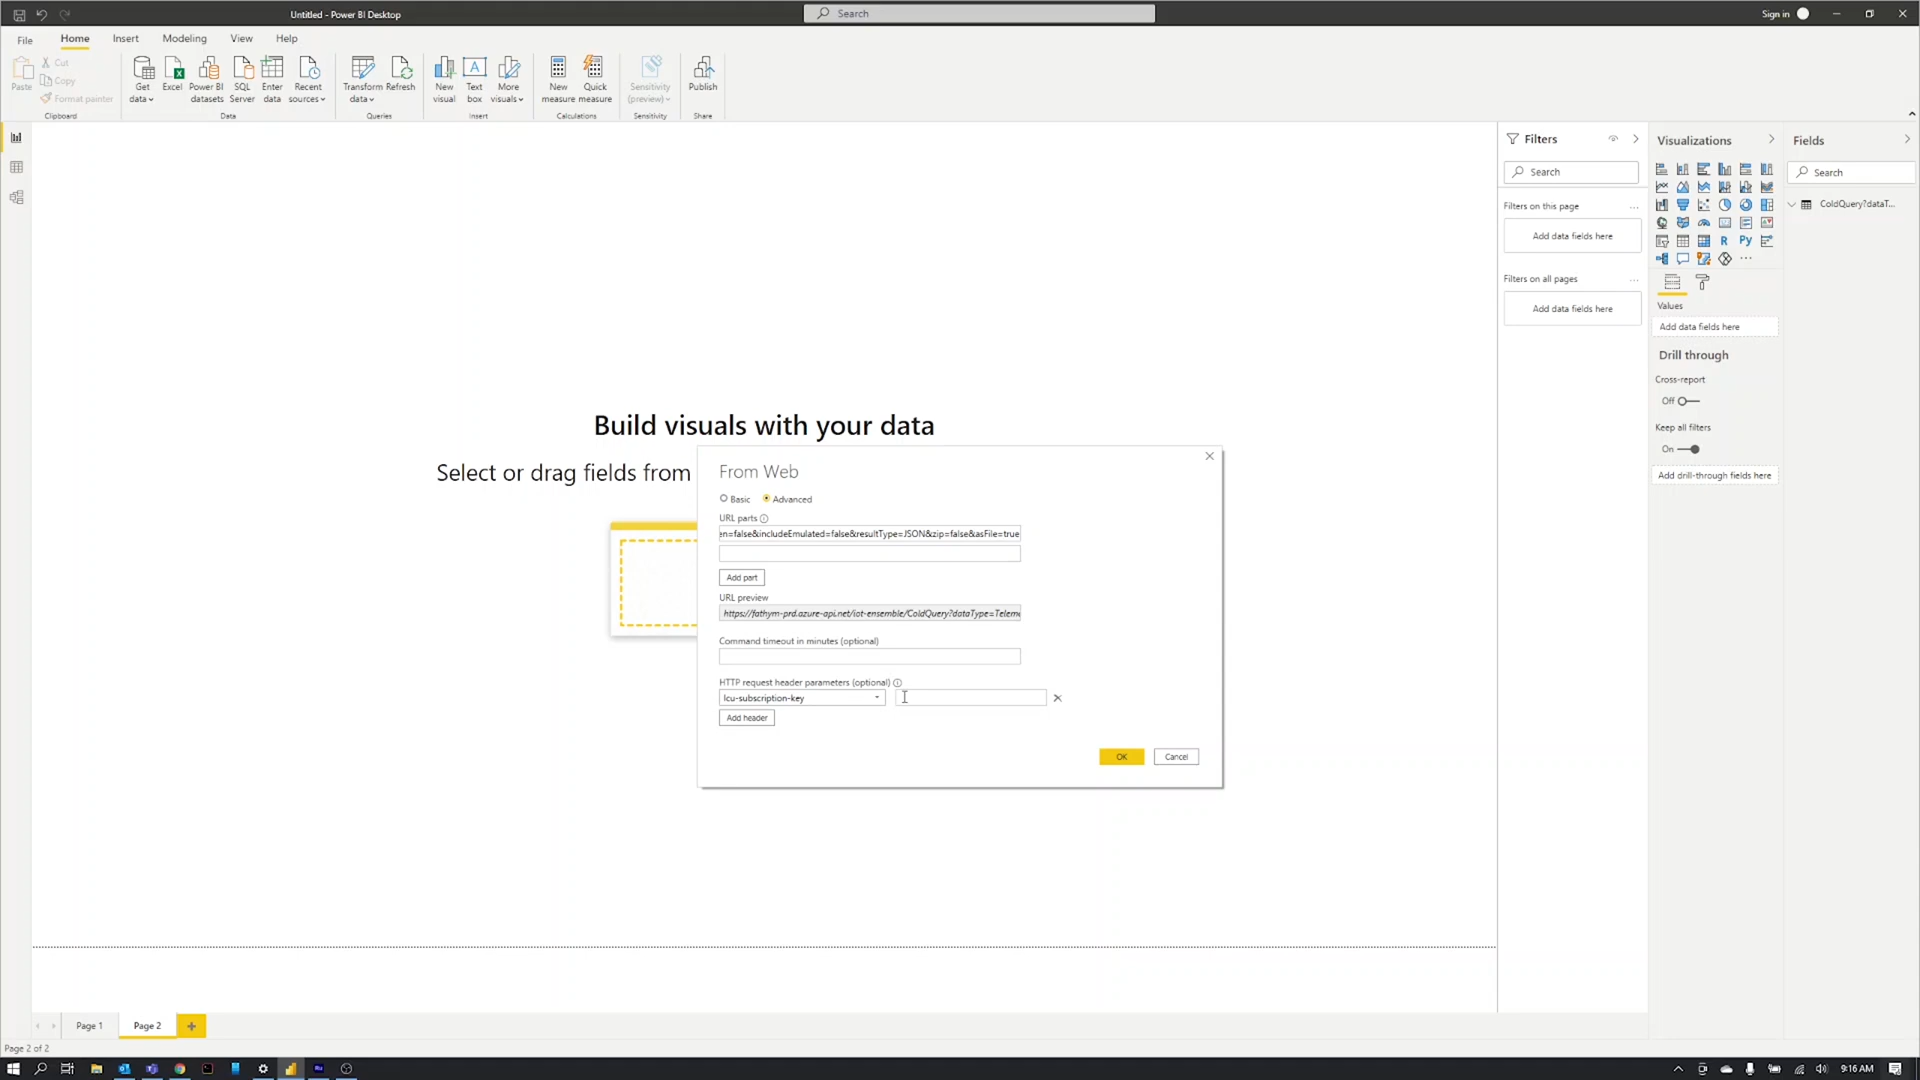 Untitled - Power BI Desktop
Search
Sign in
File
Home
Insert
Modeling
View
Help
Paste
Cut
Copy
Format painter
Clipboard
Get data
Excel
Power BI datasets
SQL Server
Enter data
Recent sources
Data
Transform data
Refresh
Queries
New visual
Text box
More visuals
Insert
New measure
Quick measure
Calculations
Sensitivity (preview)
Sensitivity
Publish
Share
Filters
Search
Filters on this page
...
Add data fields here
Filters on all pages
...
Add data fields here
Visualizations
R
Py
...
Values
Add data fields here
Drill through
Cross-report
Off
Keep all filters
On
Add drill-through fields here
Fields
Search
ColdQuery?dataT...
Build visuals with your data
Select or drag fields from
From Web
Basic
Advanced
URL parts
en=false&includeEmulated=false&resultType=JSON&zip=false&asFile=true
Add part
URL preview
https://fathym-prd.azure-api.net/iot-ensemble/ColdQuery?dataType=Teleme
Command timeout in minutes (optional)
HTTP request header parameters (optional)
lcu-subscription-key
Add header
OK
Cancel
Page 1
Page 2
Page 2 of 2
9:16 AM